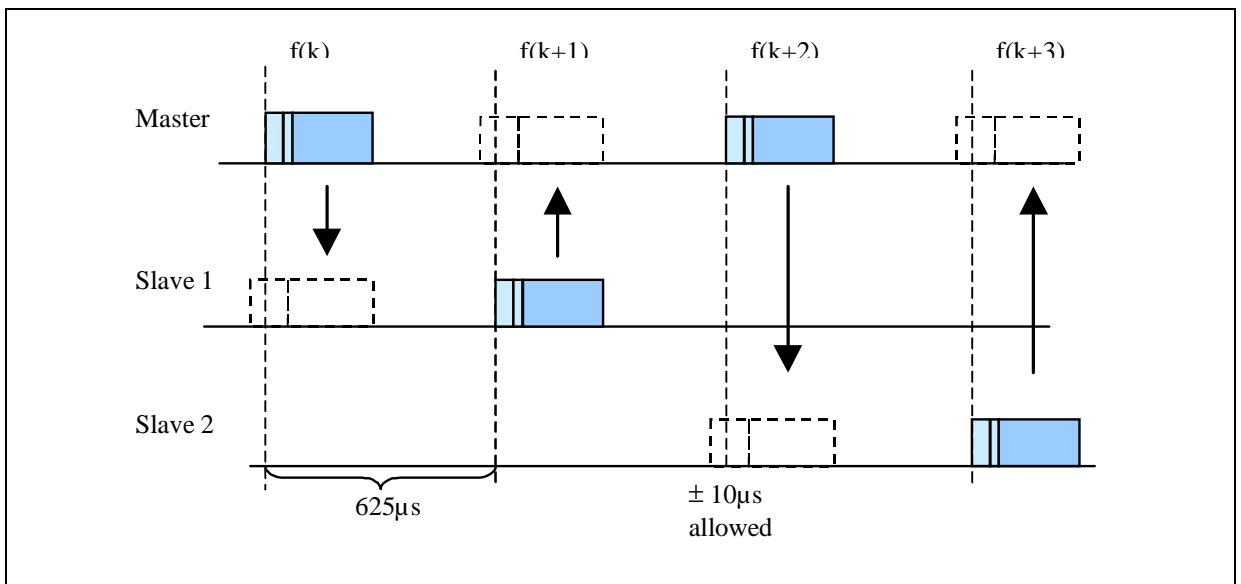 f(k) f(k+1) f(k+2) f(k+3)
Master
Slave 1
Slave 2
625µs
± 10µs
allowed